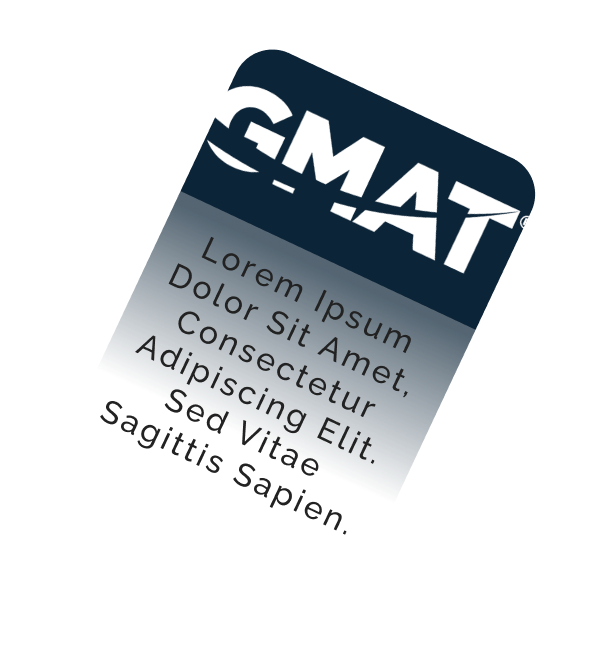 GMAT®
Lorem Ipsum
Dolor Sit Amet,
Consectetur
Adipiscing Elit.
Sed Vitae
Sagittis Sapien.